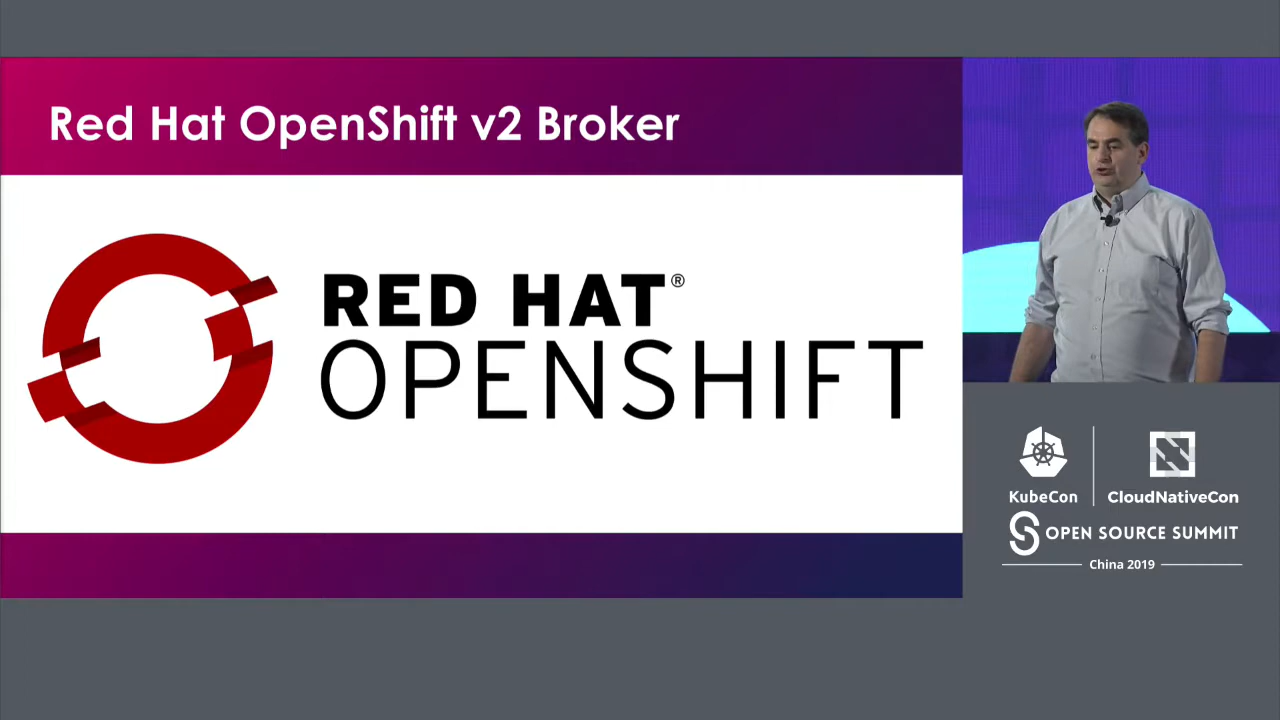 Red Hat OpenShift v2 Broker
RED HAT®
OPENSHIFT
KubeCon
CloudNativeCon
OPEN SOURCE SUMMIT
China 2019